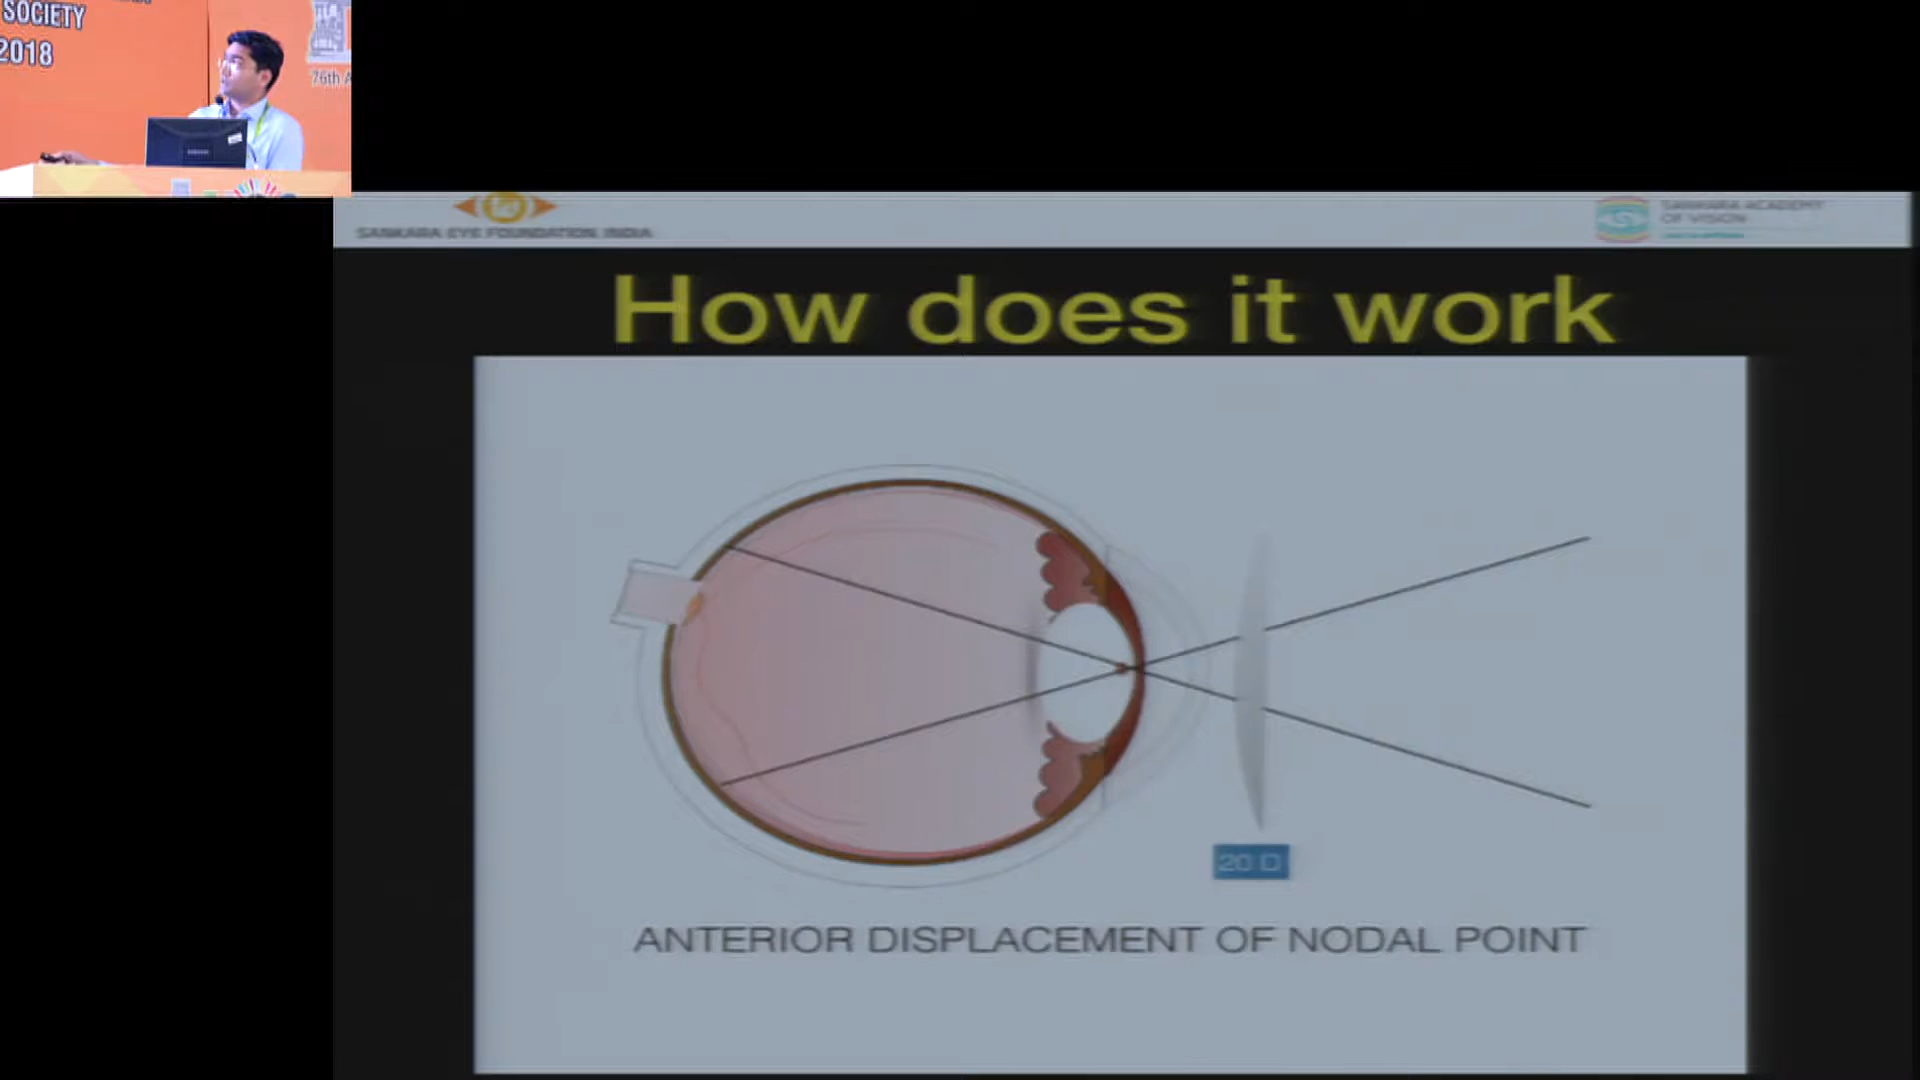 SOCIETY
2018
76th A
SANKARA EYE FOUNDATION, INDIA
SANKARA ACADEMY
OF VISION
How does it work
20 D
ANTERIOR DISPLACEMENT OF NODAL POINT